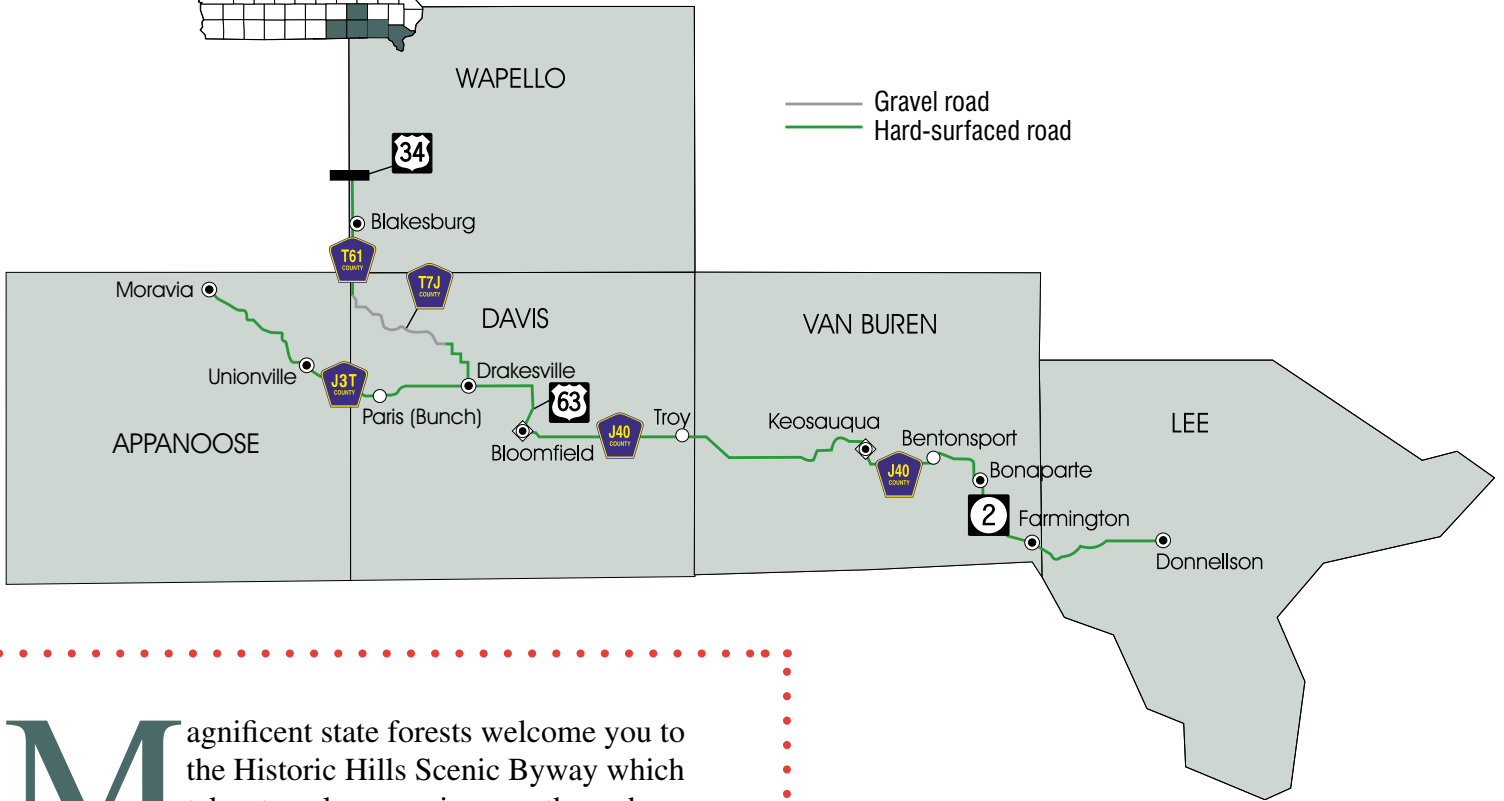 WAPELLO
Gravel road
Hard-surfaced road
34
Blakesburg
T61
COUNTY
T7J
COUNTY
Moravia
DAVIS
VAN BUREN
Unionville
J3T
COUNTY
Drakesville
63
Paris (Bunch)
APPANOOSE
Bloomfield
J40
COUNTY
Troy
Keosauqua
Bentonsport
LEE
J40
COUNTY
Bonaparte
2
Farmington
Donnellson
Magnificent state forests welcome you to
the Historic Hills Scenic Byway which